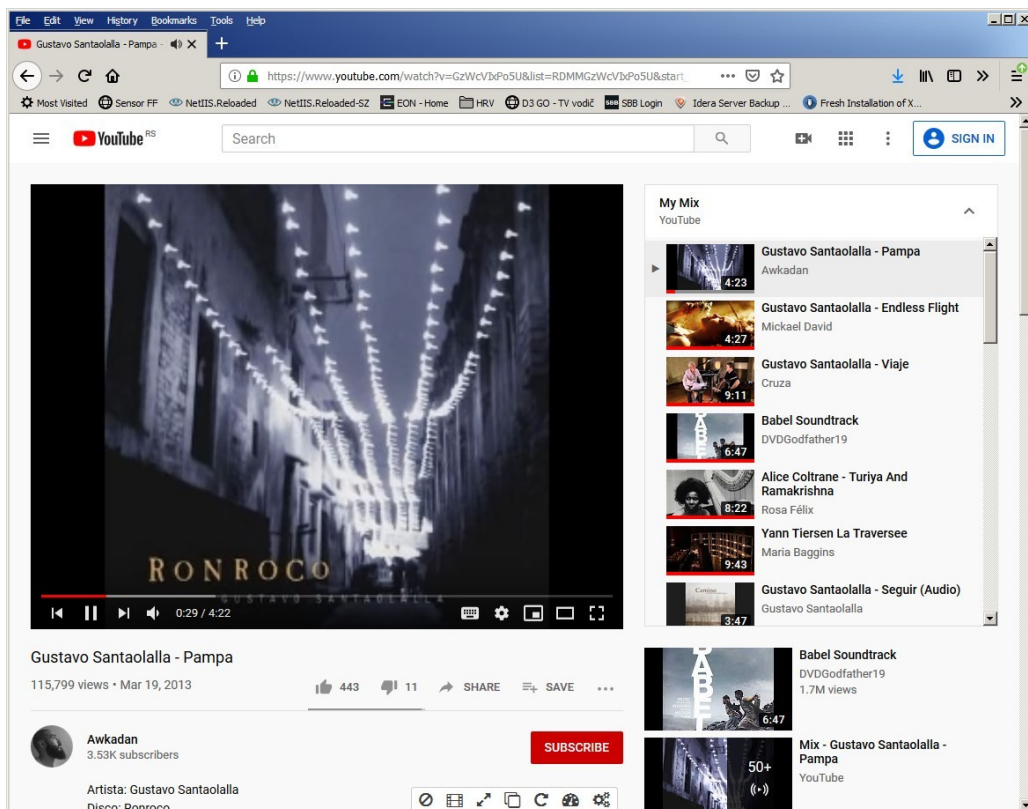 File Edit View History Bookmarks Tools Help
Gustavo Santaolalla - Pampa -
https://www.youtube.com/watch?v=GzWcVIxPo5U&list=RDMMGzWcVIxPo5U&start_
Most Visited Sensor FF NetIIS.Reloaded NetIIS.Reloaded-SZ EON - Home HRV D3 GO - TV vodič SBB SBB Login Idera Server Backup ... Fresh Installation of X...
YouTube RS
Search
SIGN IN
RONROCO
GUSTAVO SANTAOLALLA
0:29 / 4:22
Gustavo Santaolalla - Pampa
115,799 views • Mar 19, 2013
443 11 SHARE SAVE
Awkadan
3.53K subscribers
SUBSCRIBE
Artista: Gustavo Santaolalla
Disco: Ronroco
My Mix
YouTube
Gustavo Santaolalla - Pampa
Awkadan
4:23
Gustavo Santaolalla - Endless Flight
Mickael David
4:27
Gustavo Santaolalla - Viaje
Cruza
9:11
Babel Soundtrack
DVDGodfather19
BABEL
6:47
Alice Coltrane - Turiya And
Ramakrishna
Rosa Félix
8:22
Yann Tiersen La Traversee
Maria Baggins
9:43
Gustavo Santaolalla - Seguir (Audio)
Gustavo Santaolalla
Camino
3:47
Babel Soundtrack
DVDGodfather19
1.7M views
BABEL
6:47
Mix - Gustavo Santaolalla -
Pampa
YouTube
50+